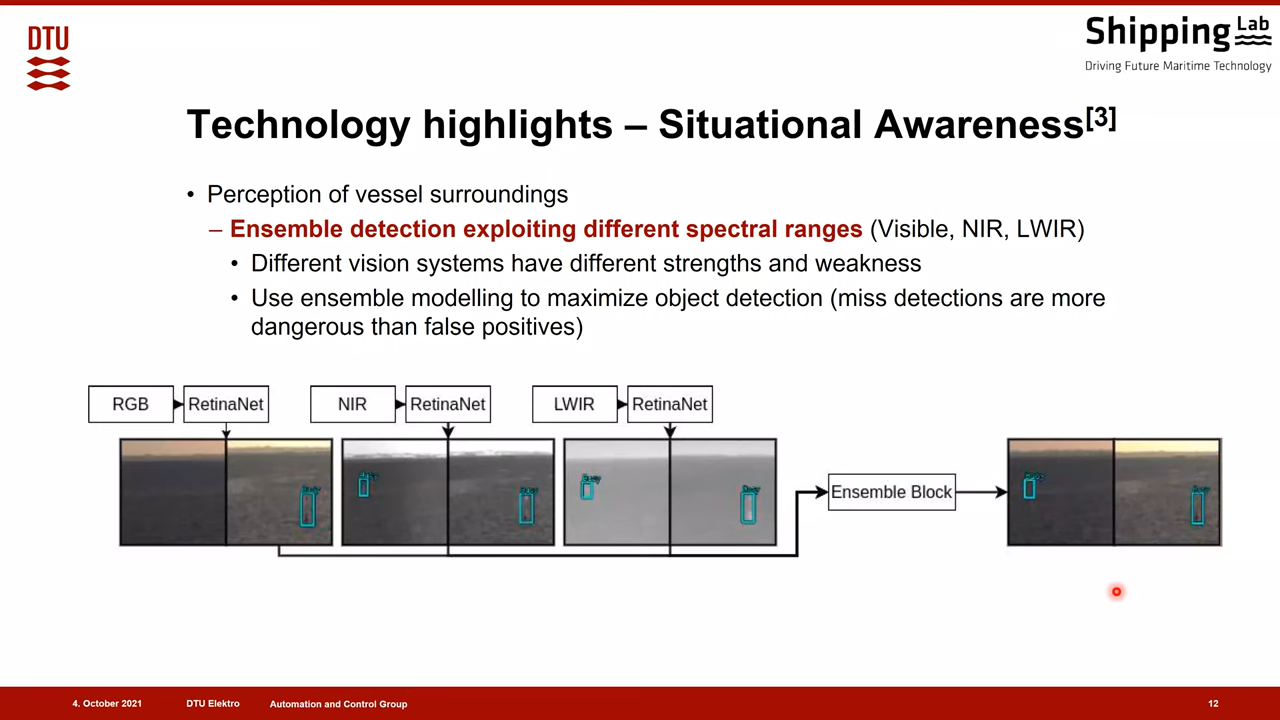 DTU
Shipping Lab
Driving Future Maritime Technology
Technology highlights – Situational Awareness[3]
• Perception of vessel surroundings
– Ensemble detection exploiting different spectral ranges (Visible, NIR, LWIR)
• Different vision systems have different strengths and weakness
• Use ensemble modelling to maximize object detection (miss detections are more
dangerous than false positives)
RGB RetinaNet NIR RetinaNet LWIR RetinaNet
Ensemble Block
4. October 2021 DTU Elektro Automation and Control Group 12